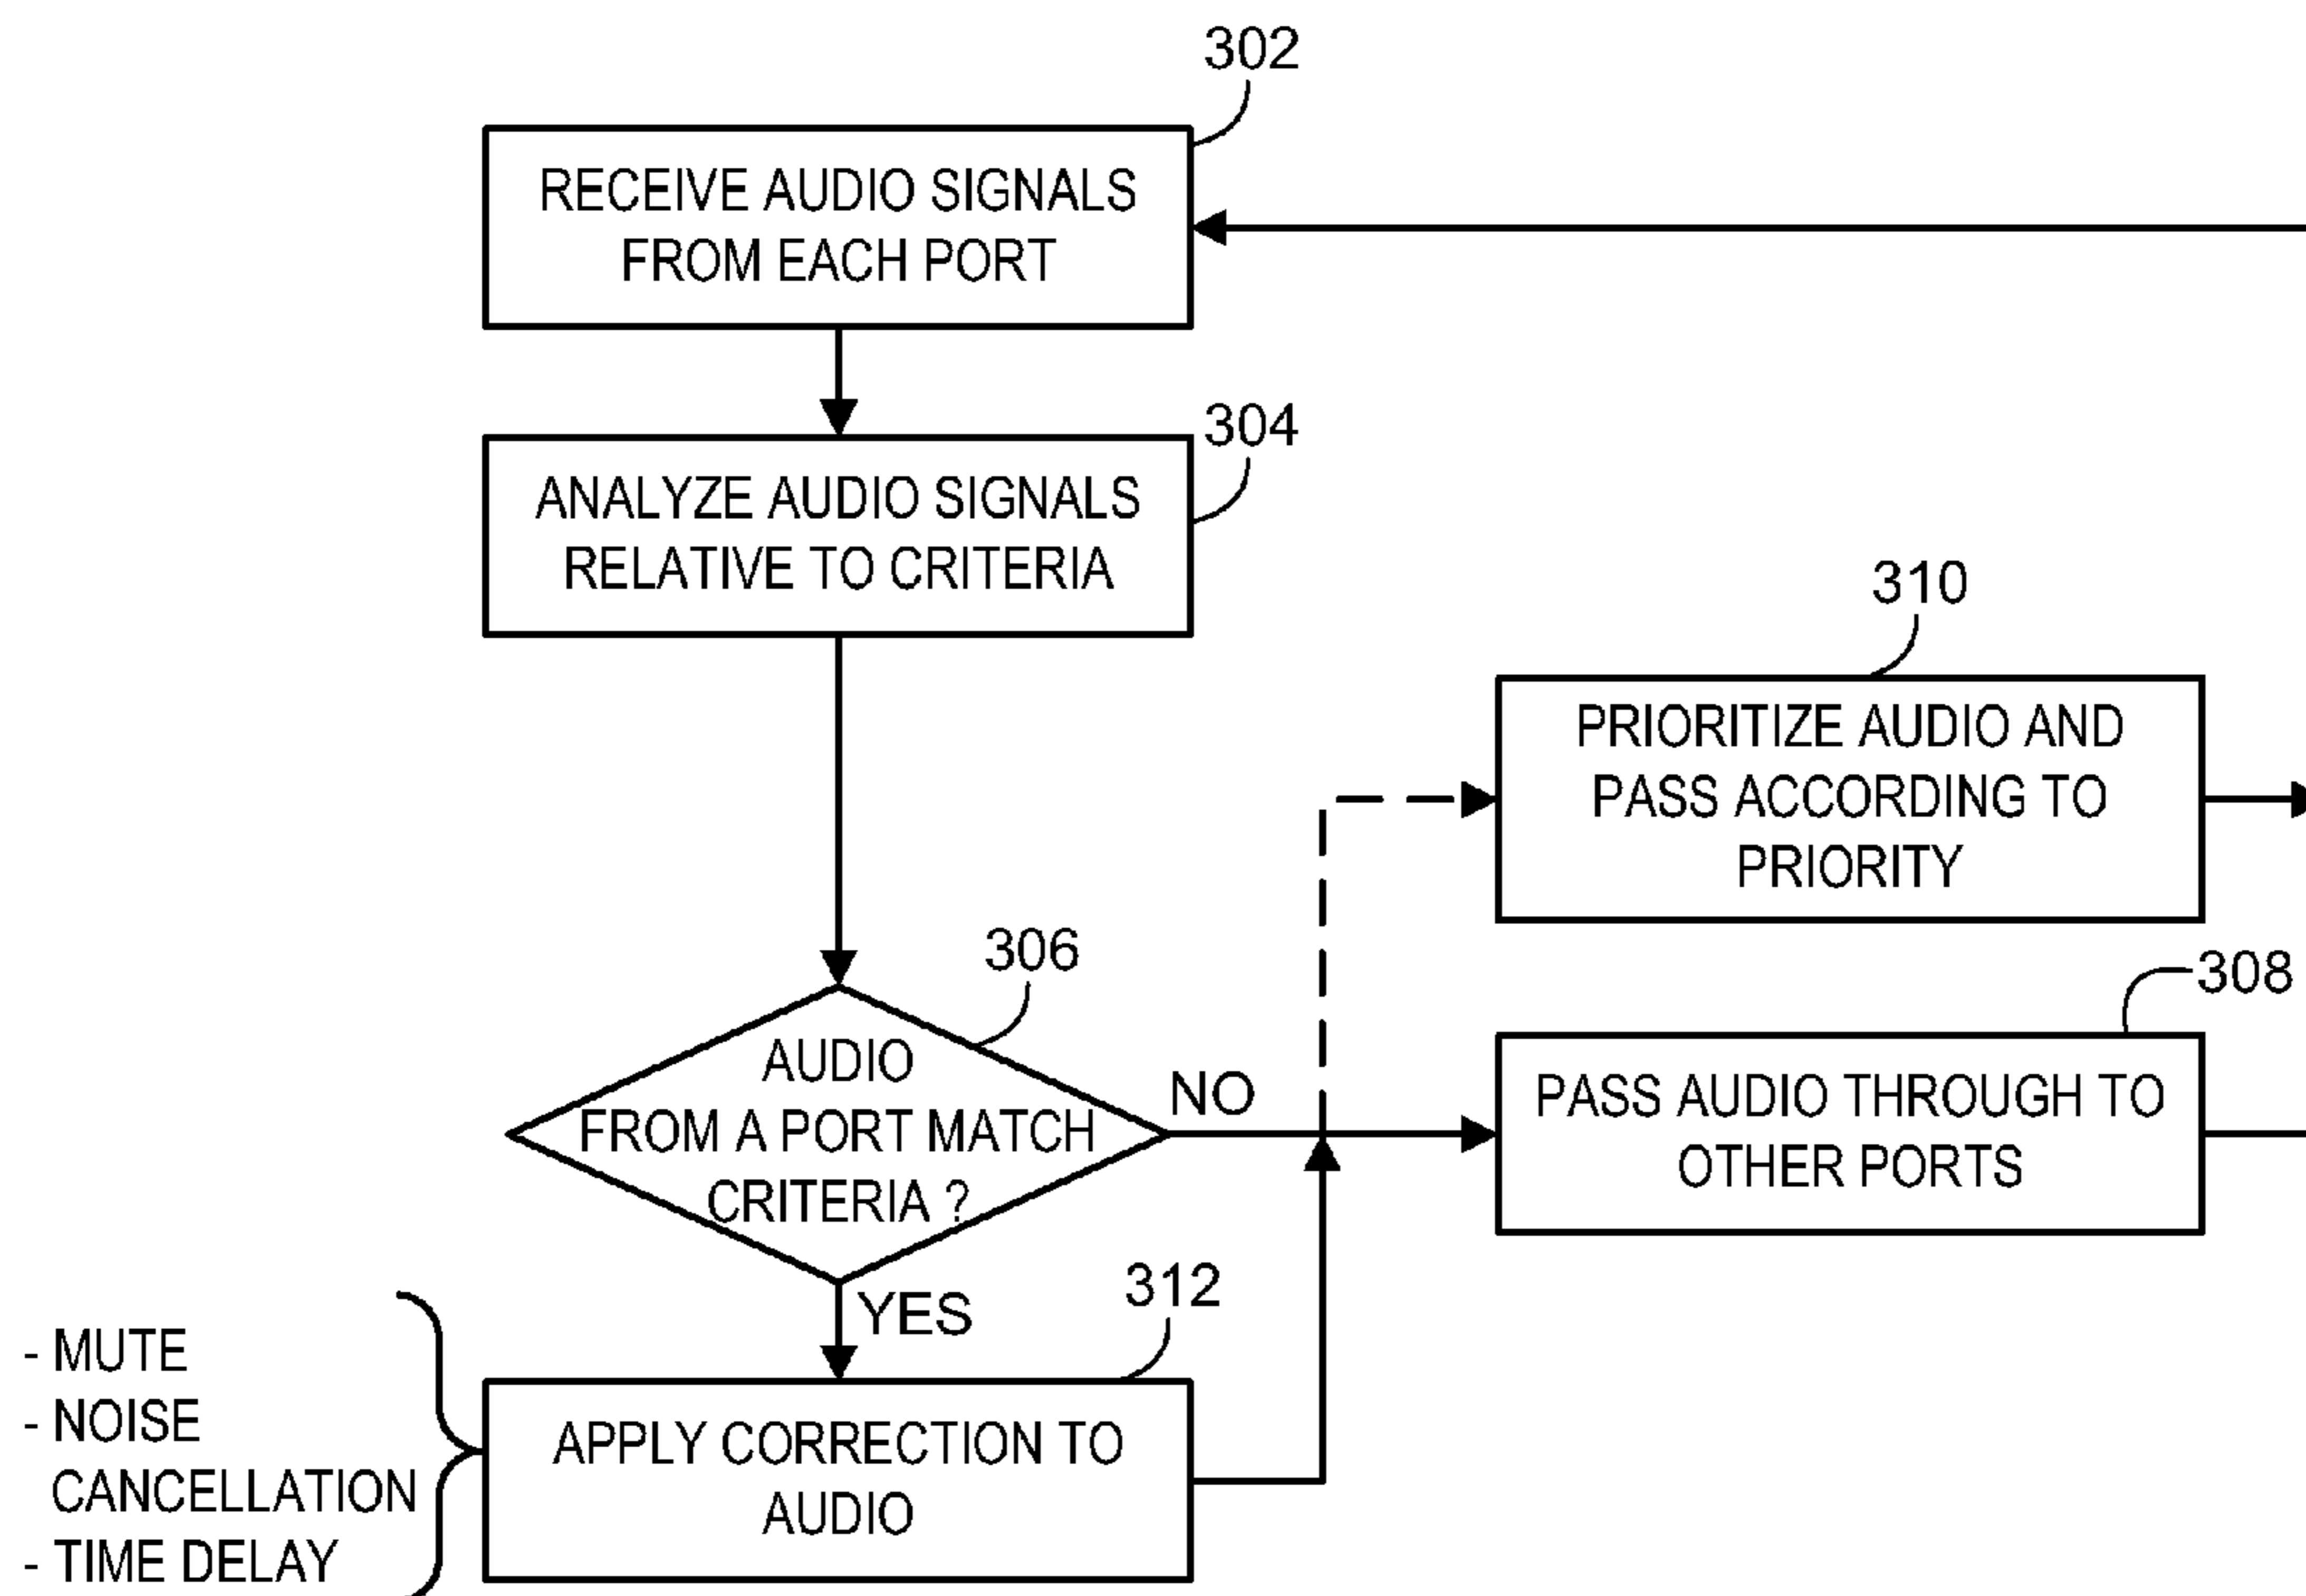 302
RECEIVE AUDIO SIGNALS
FROM EACH PORT
304
ANALYZE AUDIO SIGNALS
RELATIVE TO CRITERIA
310
PRIORITIZE AUDIO AND
PASS ACCORDING TO
PRIORITY
306
AUDIO
FROM A PORT MATCH
CRITERIA ?
NO
308
PASS AUDIO THROUGH TO
OTHER PORTS
YES
312
APPLY CORRECTION TO
AUDIO
- MUTE
- NOISE
CANCELLATION
- TIME DELAY